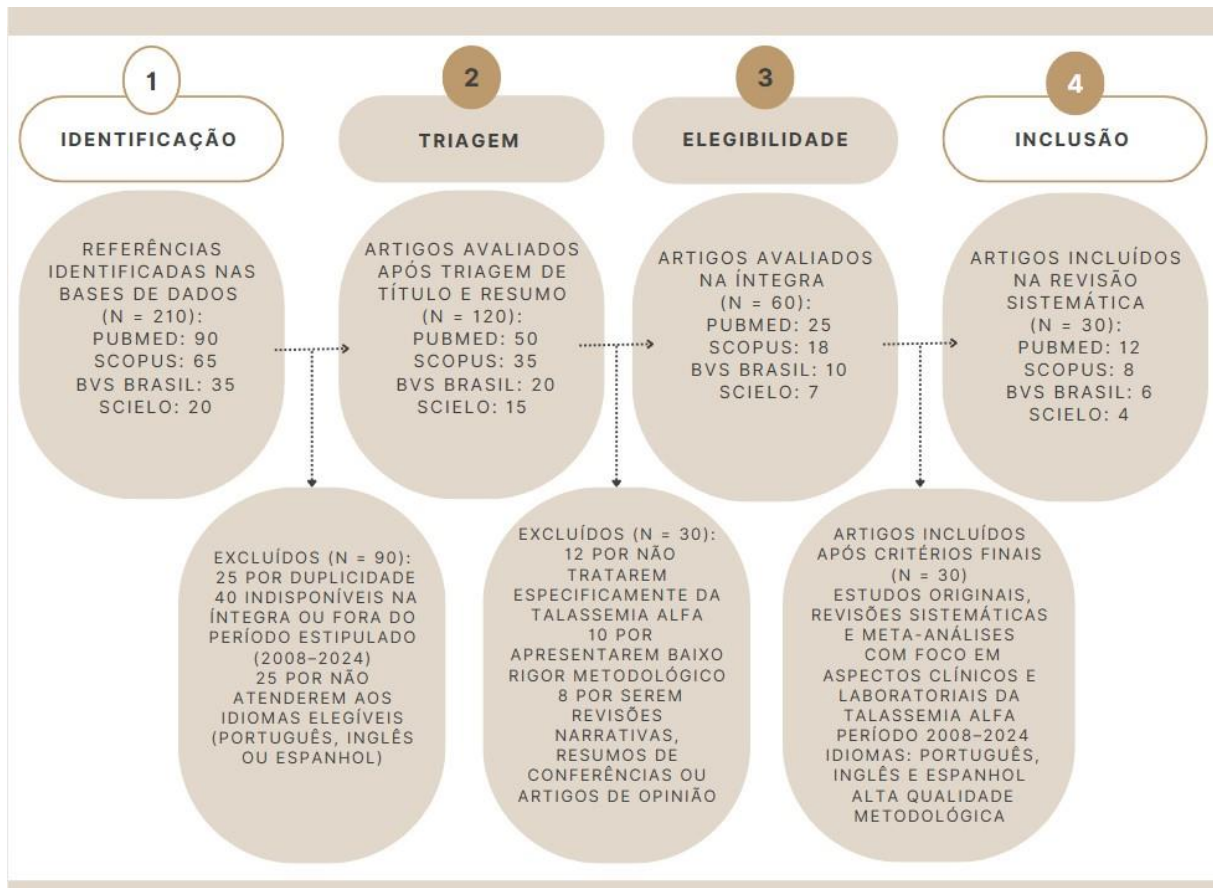 1
IDENTIFICAÇÃO
REFERÊNCIAS
IDENTIFICADAS NAS
BASES DE DADOS
(N = 210):
PUBMED: 90
SCOPUS: 65
BVS BRASIL: 35
SCIELO: 20
2
TRIAGEM
ARTIGOS AVALIADOS
APÓS TRIAGEM DE
TÍTULO E RESUMO
(N = 120):
PUBMED: 50
SCOPUS: 35
BVS BRASIL: 20
SCIELO: 15
3
ELEGIBILIDADE
ARTIGOS AVALIADOS
NA ÍNTEGRA
(N = 60):
PUBMED: 25
SCOPUS: 18
BVS BRASIL: 10
SCIELO: 7
4
INCLUSÃO
ARTIGOS INCLUÍDOS
NA REVISÃO
SISTEMÁTICA
(N = 30):
PUBMED: 12
SCOPUS: 8
BVS BRASIL: 6
SCIELO: 4
EXCLUÍDOS (N = 90):
25 POR DUPLICIDADE
40 INDISPONÍVEIS NA
ÍNTEGRA OU FORA DO
PERÍODO ESTIPULADO
(2008–2024)
25 POR NÃO
ATENDEREM AOS
IDIOMAS ELEGÍVEIS
(PORTUGUÊS, INGLÊS
OU ESPANHOL)
EXCLUÍDOS (N = 30):
12 POR NÃO
TRATAREM
ESPECIFICAMENTE DA
TALASSEMIA ALFA
10 POR
APRESENTAREM BAIXO
RIGOR METODOLÓGICO
8 POR SEREM
REVISÕES
NARRATIVAS,
RESUMOS DE
CONFERÊNCIAS OU
ARTIGOS DE OPINIÃO
ARTIGOS INCLUÍDOS
APÓS CRITÉRIOS FINAIS
(N = 30)
ESTUDOS ORIGINAIS,
REVISÕES SISTEMÁTICAS
E META-ANÁLISES
COM FOCO EM
ASPECTOS CLÍNICOS E
LABORATORIAIS DA
TALASSEMIA ALFA
PERÍODO 2008–2024
IDIOMAS: PORTUGUÊS,
INGLÊS E ESPANHOL
ALTA QUALIDADE
METODOLÓGICA